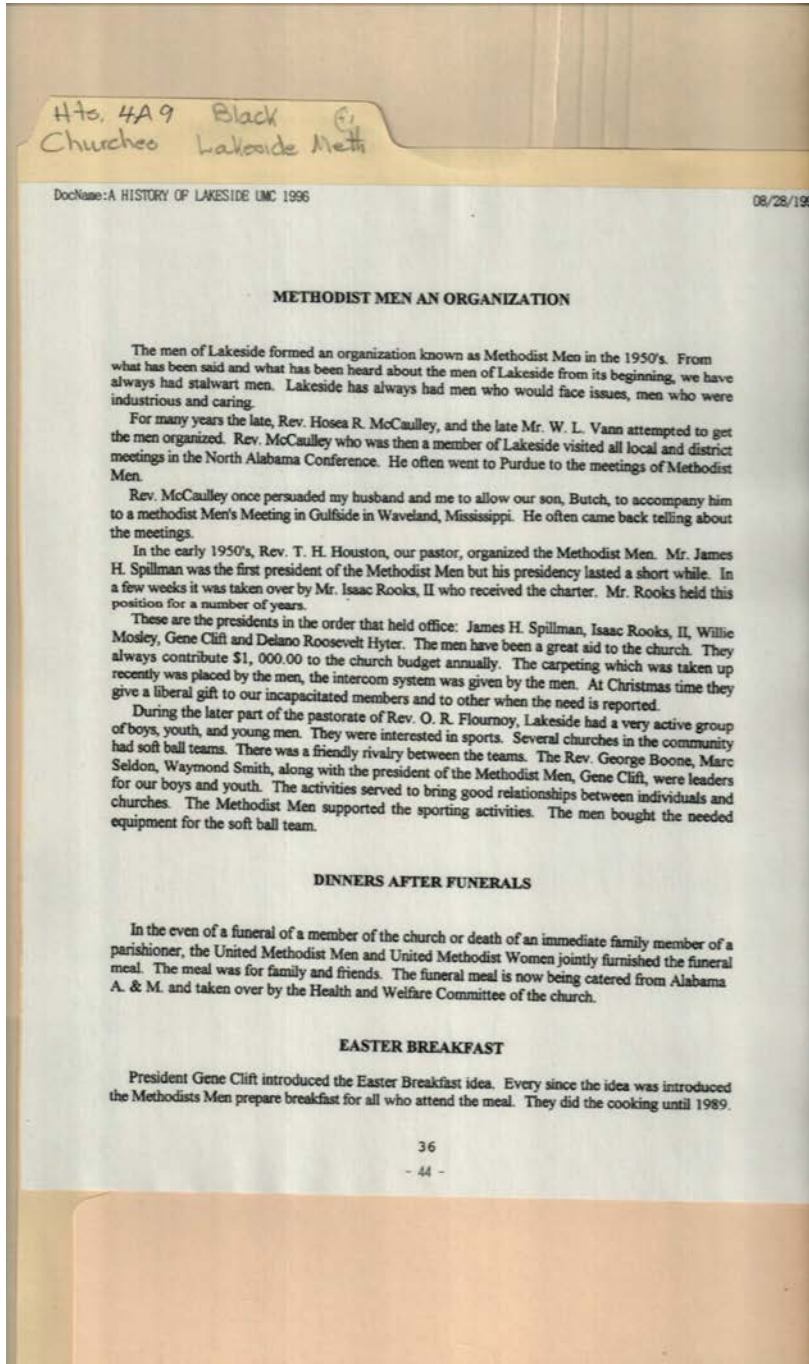 Hts. 4A9 Black
Churches Lakeside Meth
DocName:A HISTORY OF LAKESIDE UMC 1996 08/28/199
METHODIST MEN AN ORGANIZATION
The men of Lakeside formed an organization known as Methodist Men in the 1950's. From
what has been said and what has been heard about the men of Lakeside from its beginning, we have
always had stalwart men. Lakeside has always had men who would face issues, men who were
industrious and caring.
For many years the late, Rev. Hosea R. McCaulley, and the late Mr. W. L. Vann attempted to get
the men organized. Rev. McCaulley who was then a member of Lakeside visited all local and district
meetings in the North Alabama Conference. He often went to Purdue to the meetings of Methodist
Men.
Rev. McCaulley once persuaded my husband and me to allow our son, Butch, to accompany him
to a methodist Men's Meeting in Gulfside in Waveland, Mississippi. He often came back telling about
the meetings.
In the early 1950's, Rev. T. H. Houston, our pastor, organized the Methodist Men. Mr. James
H. Spillman was the first president of the Methodist Men but his presidency lasted a short while. In
a few weeks it was taken over by Mr. Isaac Rooks, II who received the charter. Mr. Rooks held this
position for a number of years.
These are the presidents in the order that held office: James H. Spillman, Isaac Rooks, II, Willie
Mosley, Gene Clift and Delano Roosevelt Hyter. The men have been a great aid to the church. They
always contribute $1, 000.00 to the church budget annually. The carpeting which was taken up
recently was placed by the men, the intercom system was given by the men. At Christmas time they
give a liberal gift to our incapacitated members and to other when the need is reported.
During the later part of the pastorate of Rev. O. R. Flournoy, Lakeside had a very active group
of boys, youth, and young men. They were interested in sports. Several churches in the community
had soft ball teams. There was a friendly rivalry between the teams. The Rev. George Boone, Marc
Seldon, Waymond Smith, along with the president of the Methodist Men, Gene Clift, were leaders
for our boys and youth. The activities served to bring good relationships between individuals and
churches. The Methodist Men supported the sporting activities. The men bought the needed
equipment for the soft ball team.
DINNERS AFTER FUNERALS
In the even of a funeral of a member of the church or death of an immediate family member of a
parishioner, the United Methodist Men and United Methodist Women jointly furnished the funeral
meal. The meal was for family and friends. The funeral meal is now being catered from Alabama
A. & M. and taken over by the Health and Welfare Committee of the church.
EASTER BREAKFAST
President Gene Clift introduced the Easter Breakfast idea. Every since the idea was introduced
the Methodists Men prepare breakfast for all who attend the meal. They did the cooking until 1989.
36
- 44 -